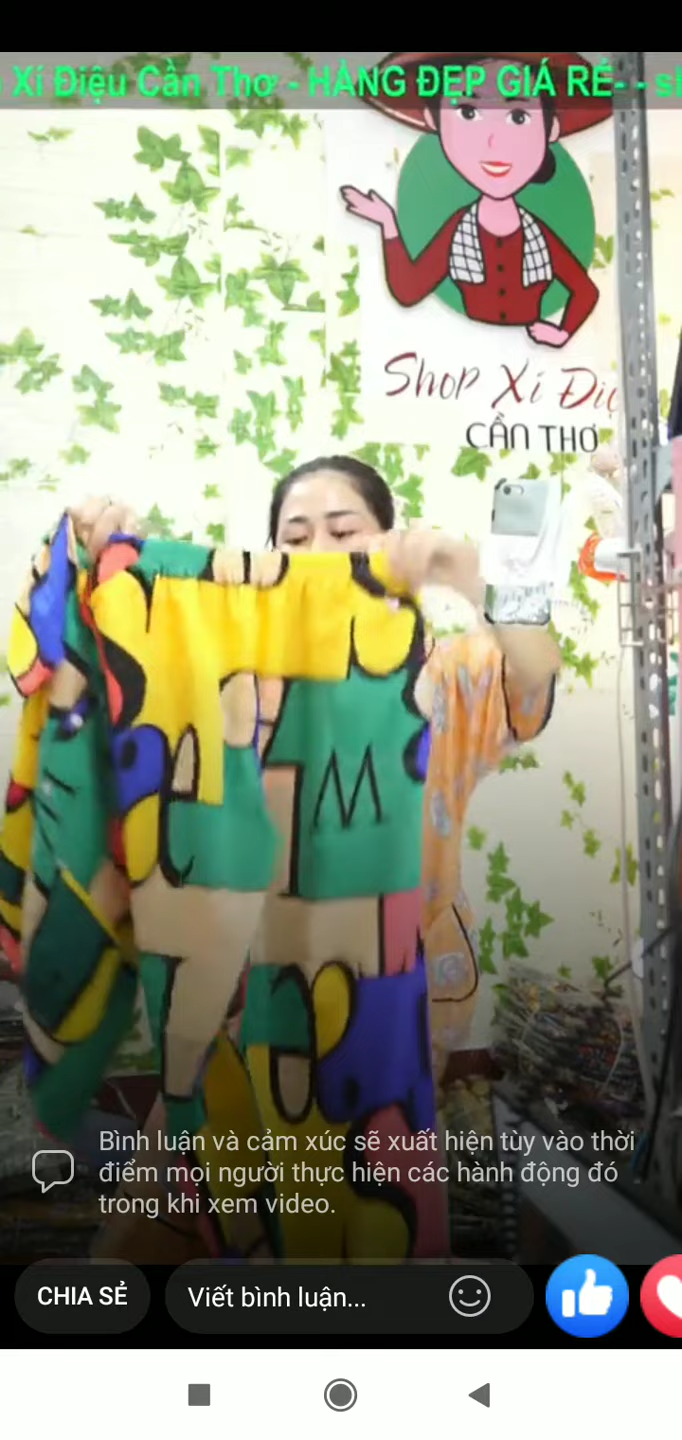 Xí Điệu Cần Thơ - HÀNG ĐẸP GIÁ RẺ- - s
Shop Xí Điệ
CẦN THƠ
M
Bình luận và cảm xúc sẽ xuất hiện tùy vào thời
điểm mọi người thực hiện các hành động đó
trong khi xem video.
CHIA SẺ
Viết bình luận...